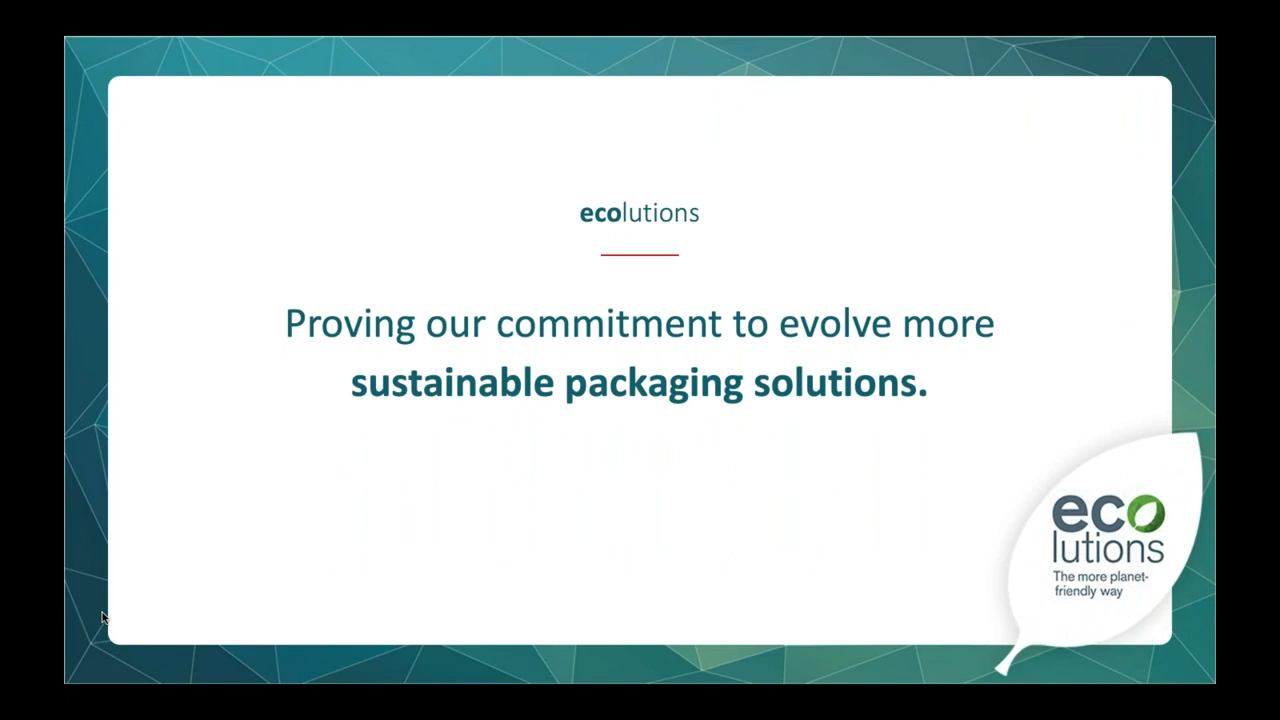 ecolutions
Proving our commitment to evolve more
sustainable packaging solutions.
eco
lutions
The more planet-
friendly way